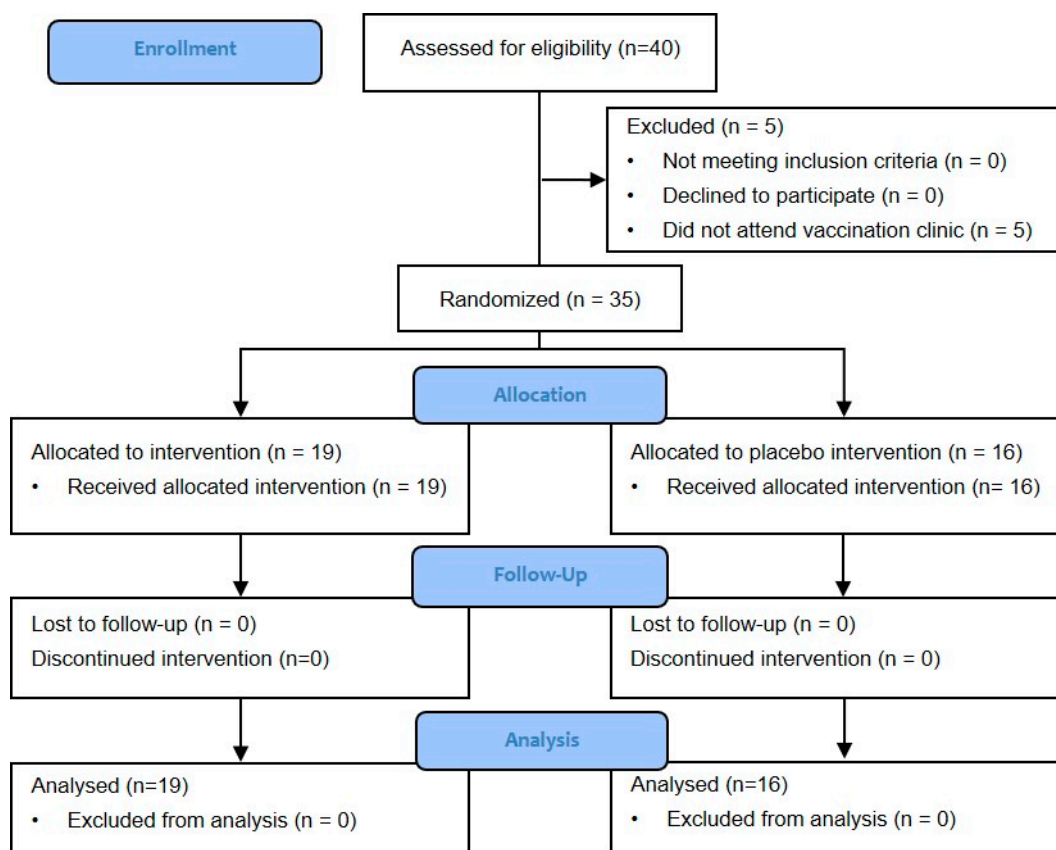 Enrollment
Assessed for eligibility (n=40)
Excluded (n = 5)
• Not meeting inclusion criteria (n = 0)
• Declined to participate (n = 0)
• Did not attend vaccination clinic (n = 5)
Randomized (n = 35)
Allocation
Allocated to intervention (n = 19)
• Received allocated intervention (n = 19)
Allocated to placebo intervention (n = 16)
• Received allocated intervention (n= 16)
Follow-Up
Lost to follow-up (n = 0)
Discontinued intervention (n=0)
Lost to follow-up (n = 0)
Discontinued intervention (n = 0)
Analysis
Analysed (n=19)
• Excluded from analysis (n = 0)
Analysed (n=16)
• Excluded from analysis (n = 0)